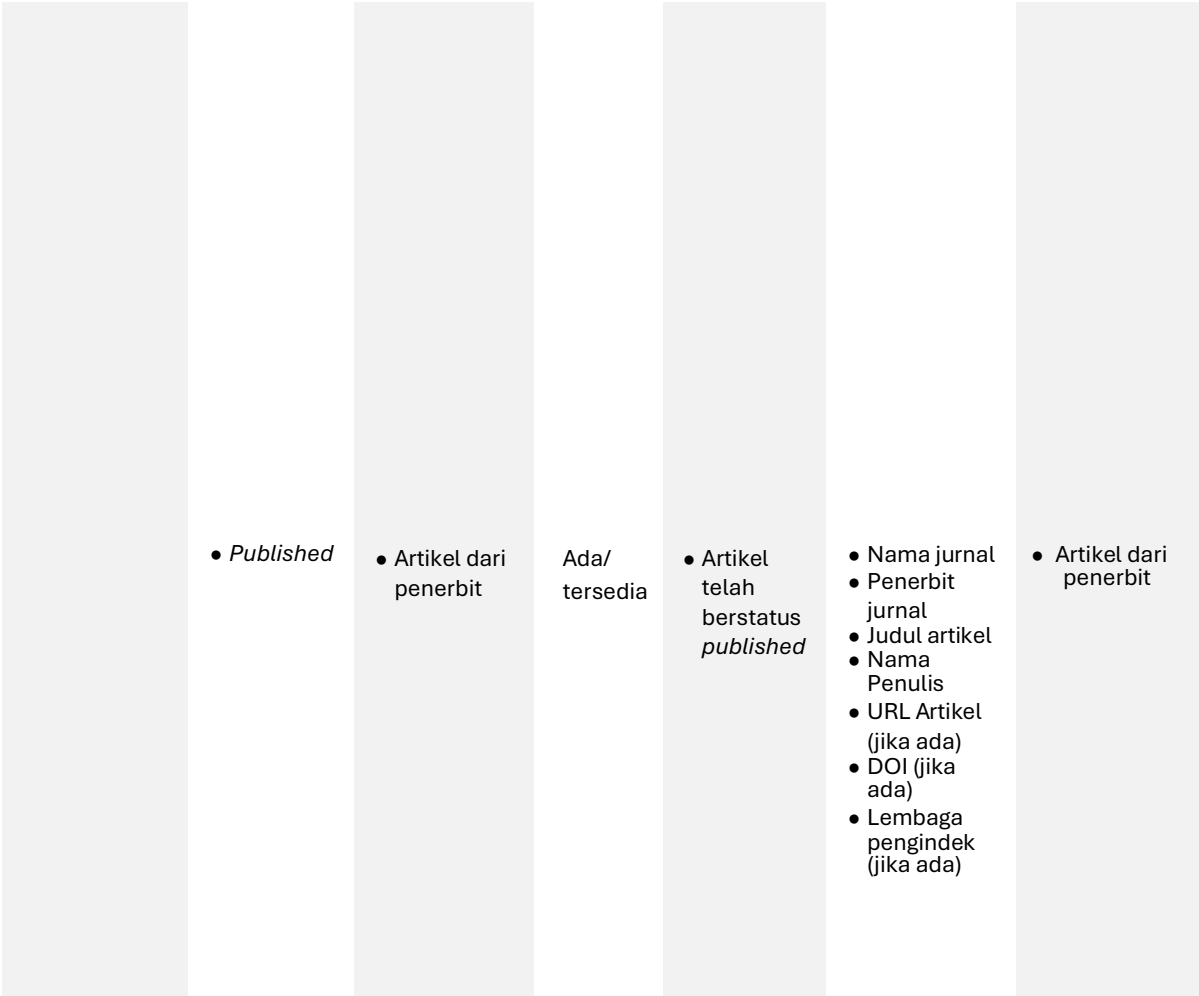 ● Published
● Artikel dari
penerbit
Ada/
tersedia
● Artikel
telah
berstatus
published
● Nama jurnal
● Penerbit
jurnal
● Judul artikel
● Nama
Penulis
● URL Artikel
(jika ada)
● DOI (jika
ada)
● Lembaga
pengindek
(jika ada)
● Artikel dari
penerbit